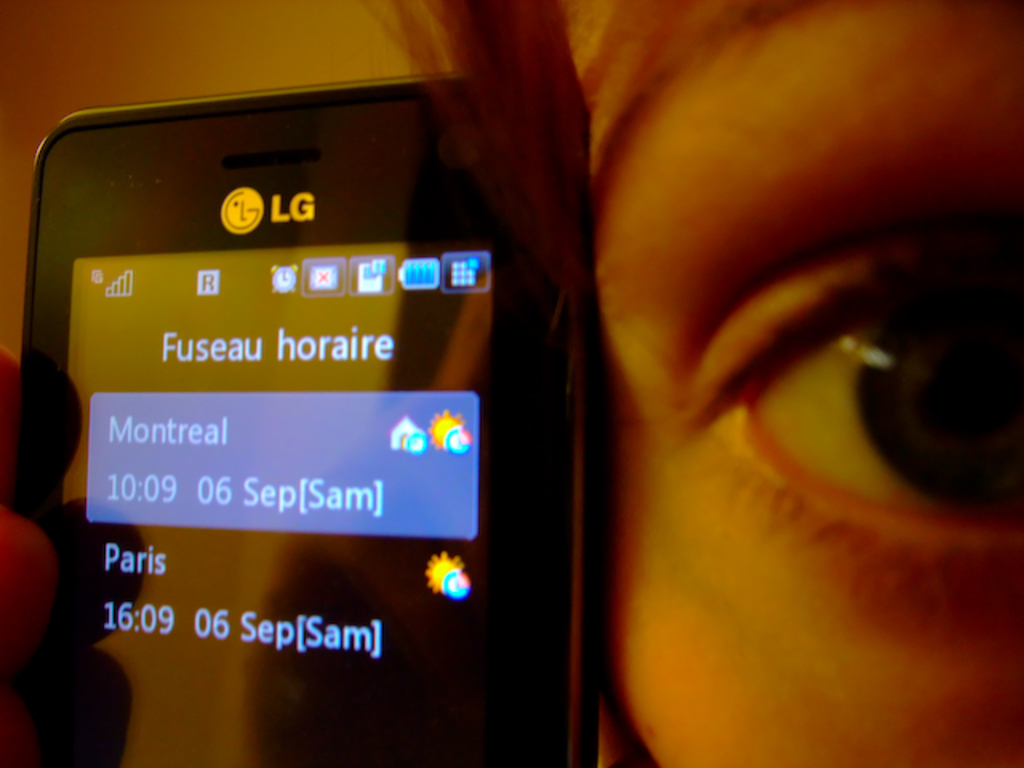 LG
R
Fuseau horaire
Montreal
10:09 06 Sep[Sam]
Paris
16:09 06 Sep[Sam]